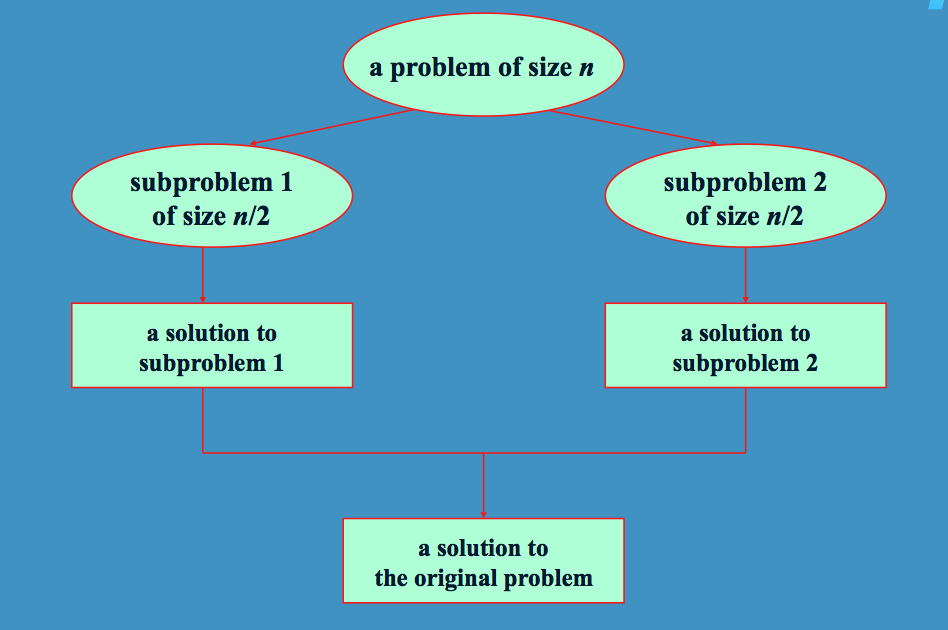 a problem of size n
subproblem 1
of size n/2
subproblem 2
of size n/2
a solution to
subproblem 1
a solution to
subproblem 2
a solution to
the original problem